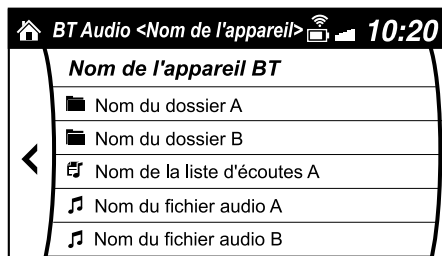 BT Audio <Nom de l'appareil> 10:20
Nom de l'appareil BT
Nom du dossier A
Nom du dossier B
Nom de la liste d'écoutes A
Nom du fichier audio A
Nom du fichier audio B